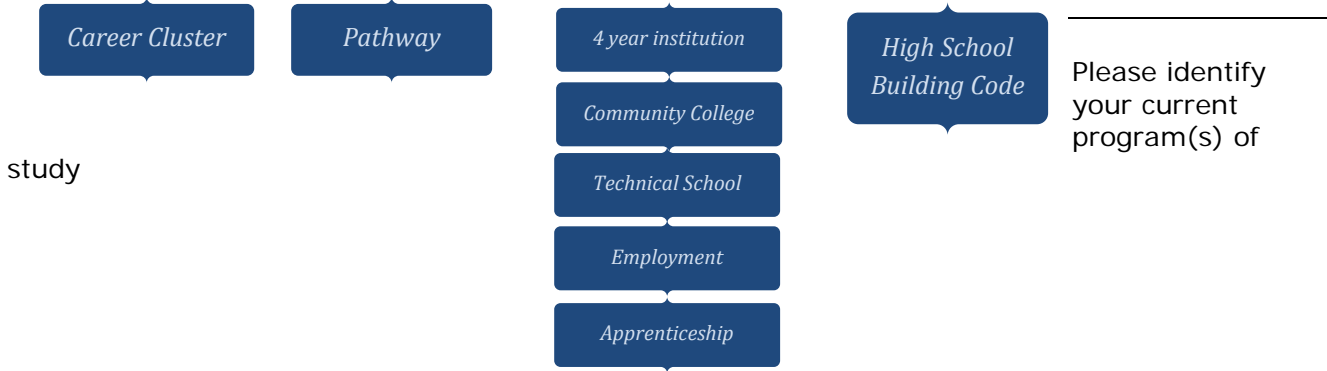 Career Cluster
Pathway
4 year institution
Community College
Technical School
Employment
Apprenticeship
High School
Building Code
Please identify
your current
program(s) of
study